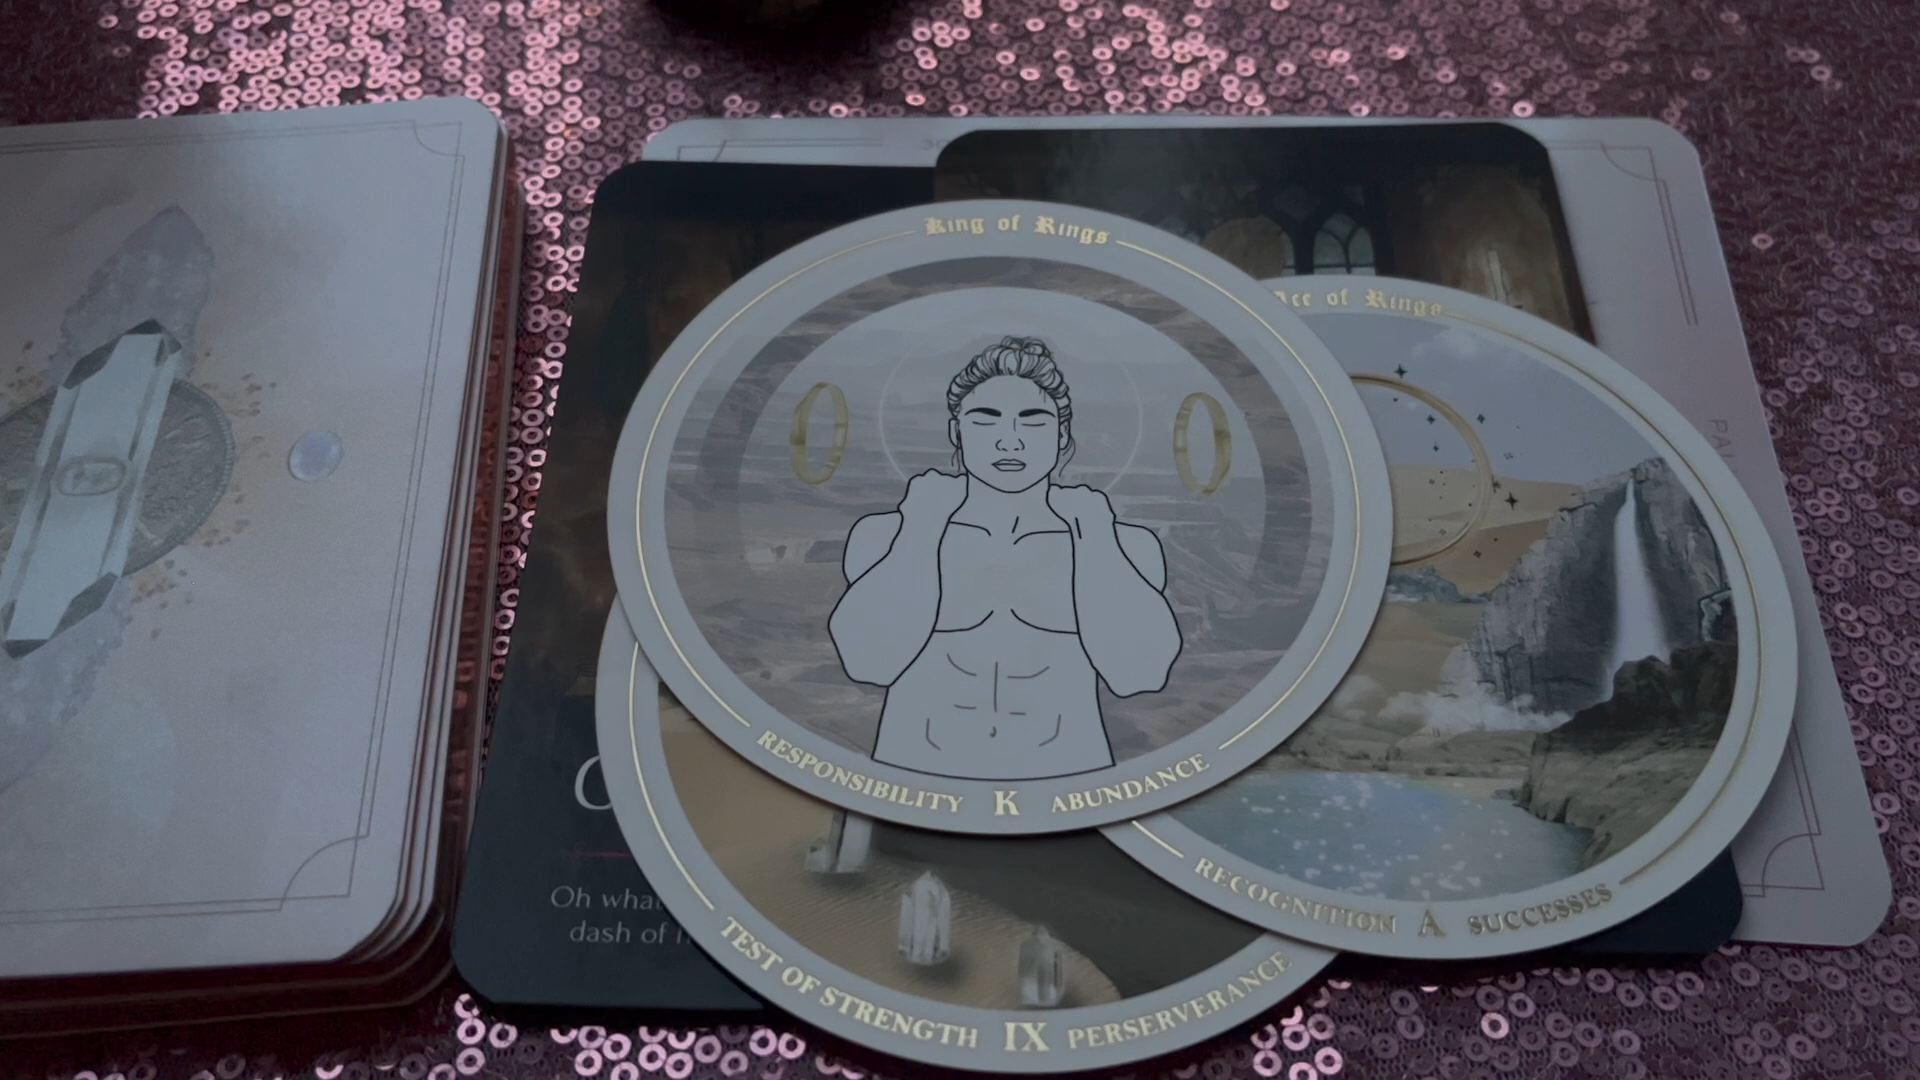 King of Rings
RESPONSIBILITY K ABUNDANCE
Ace of Rings
RECOGNITION A SUCCESSES
TEST OF STRENGTH IX PERSERVERANCE
Oh what
dash of